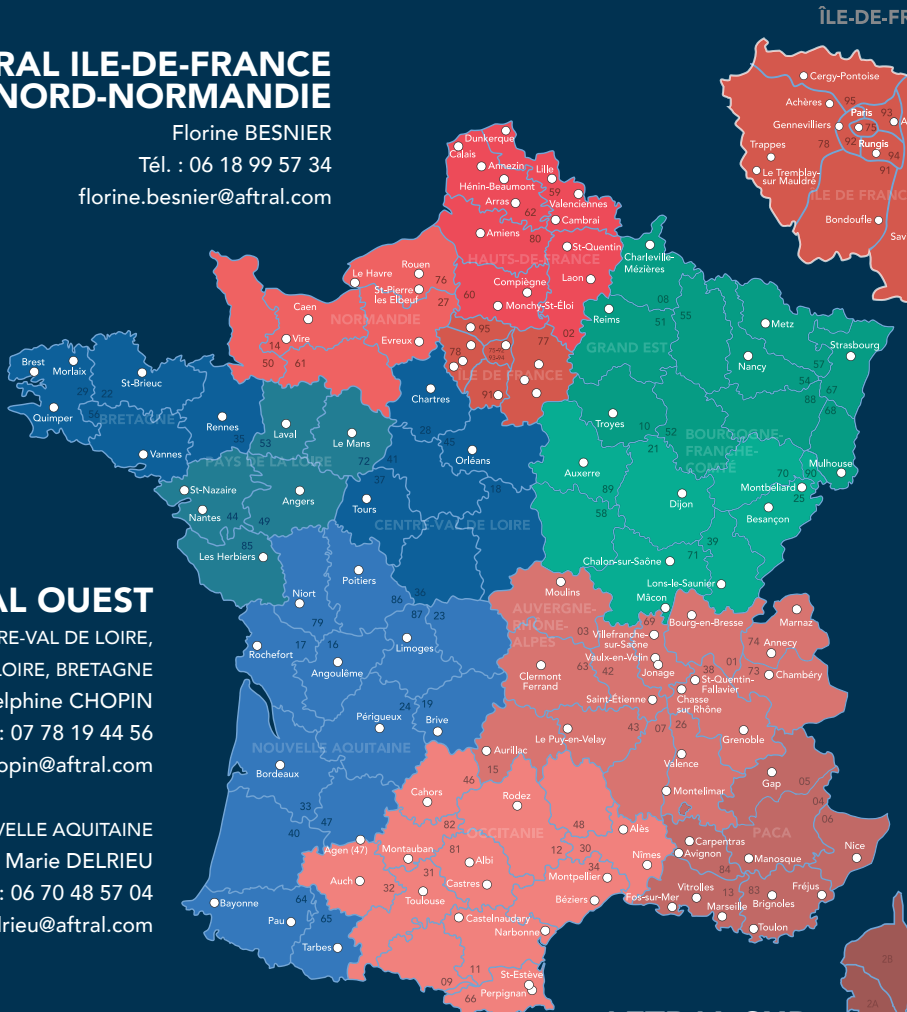 ÎLE-DE-FR
RAL ILE-DE-FRANCE
NORD-NORMANDIE
Florine BESNIER
Tél. : 06 18 99 57 34
florine.besnier@aftral.com
Cergy-Pontoise
Achères
95
Paris
93
A
Gennevilliers
75
92
78
Rungis
94
Trappes
91
Le Tremblay-
sur Mauldre
ILE DE FRANC
Bondoufle
Sav
Dunkerque
Calais
Annezin
Lille
Hénin-Beaumont
59
Arras
62
Valenciennes
Cambrai
Amiens
80
St-Quentin
HAUTS-DE-FRANCE
Laon
Compiègne
60
Monchy-St-Éloi
02
Rouen
Le Havre
76
St-Pierre
les Elbeuf
27
Caen
NORMANDIE
14
Vire
Evreux
50
61
95
78
77
ILE DE FRANCE
91
Charleville-
Mézières
08
Reims
51
55
Metz
GRAND EST
Strasbourg
Nancy
57
54
67
88
68
Troyes
10
52
Brest
Morlaix
St-Brieuc
29
22
Quimper
56
BRETAGNE
Rennes
35
Vannes
Laval
53
Le Mans
72
PAYS DE LA LOIRE
St-Nazaire
Nantes
44
Angers
49
85
Les Herbiers
Chartres
28
45
Orléans
41
37
18
Tours
CENTRE-VAL DE LOIRE
36
BOURGOGNE-
FRANCHE-
COMTÉ
21
Auxerre
89
58
Dijon
70
90
Mulhouse
Montbéliard
25
Besançon
39
71
Chalon-sur-Saône
Lons-le-Saunier
Mâcon
AL OUEST
RE-VAL DE LOIRE,
LOIRE, BRETAGNE
elphine CHOPIN
: 07 78 19 44 56
opin@aftral.com
VELLE AQUITAINE
Marie DELRIEU
: 06 70 48 57 04
drieu@aftral.com
Poitiers
Niort
86
79
87
23
17
16
Rochefort
Limoges
Angoulême
24
19
Périgueux
Brive
NOUVELLE AQUITAINE
Bordeaux
33
47
40
Agen (47)
64
Bayonne
Pau
65
Tarbes
Moulins
AUVERGNE-
RHÔNE-
ALPES
03
69
Bourg-en-Bresse
Villefranche-
sur-Saône
Marnaz
74
Annecy
Vaulx-en-Velin
01
Clermont
Ferrand
63
42
Jonage
38
73
Chambéry
St-Quentin-
Fallavier
Saint-Étienne
Chasse
sur Rhône
43
07
26
Le Puy-en-Velay
Grenoble
Aurillac
15
Valence
Montelimar
Gap
05
04
06
PACA
Carpentras
Avignon
Manosque
84
Nice
Vitrolles
Fos-sur-Mer
13
83
Fréjus
Marseille
Brignoles
Toulon
46
Cahors
Rodez
48
82
OCCITANIE
Alès
Montauban
81
12
30
Albi
Nîmes
31
34
Auch
32
Toulouse
Castres
Montpellier
Béziers
Castelnaudary
Narbonne
11
09
St-Estève
Perpignan
66
2B
2A